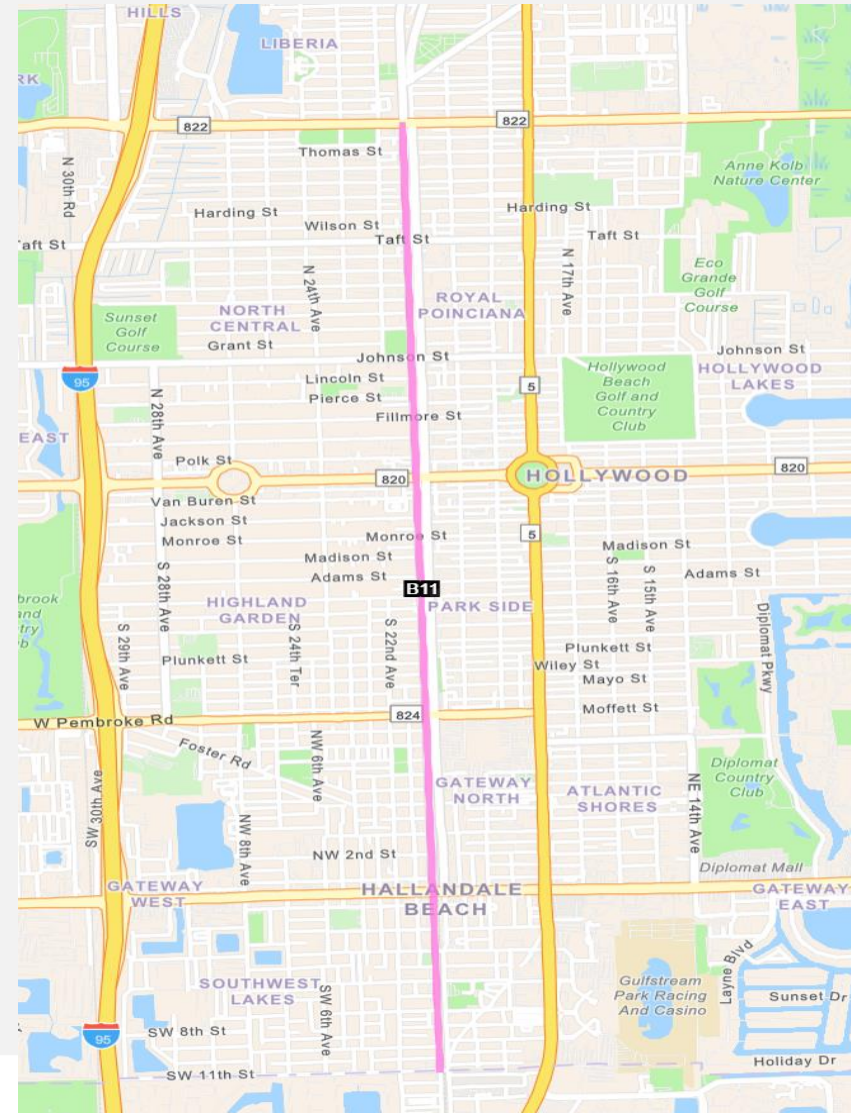 HILLS
LIBERIA
RK
822
822
Thomas St
N 30th Rd
Anne Kolb
Nature Center
Harding St
Harding St
Wilson St
Taft St
Taft St
Taft St
N 17th Ave
N 24th Ave
Eco
Grande
Golf
Course
Sunset
Golf
Course
NORTH
CENTRAL
ROYAL
POINCIANA
Grant St
Johnson St
Johnson St
95
Lincoln St
Pierce St
5
Hollywood
Beach
Golf and
Country
Club
HOLLYWOOD
LAKES
N 28th Ave
Fillmore St
EAST
Polk St
820
HOLLYWOOD
820
Van Buren St
Jackson St
Monroe St
Monroe St
5
Madison St
Madison St
Adams St
Adams St
S 28th Ave
B11
S 16th Ave
S 15th Ave
brook
and
try
b
HIGHLAND
GARDEN
PARK SIDE
S 29th Ave
S 24th Ter
S 22nd Ave
Diplomat Pkwy
Plunkett St
Plunkett St
Wiley St
Mayo St
Moffett St
W Pembroke Rd
824
Foster Rd
NW 6th Ave
SW 30th Ave
GATEWAY
NORTH
ATLANTIC
SHORES
NE 14th Ave
Diplomat
Country
Club
NW 8th Ave
NW 2nd St
Diplomat Mall
GATEWAY
WEST
HALLANDALE
BEACH
GATEWAY
EAST
Layne Blvd
SOUTHWEST
LAKES
SW 6th Ave
Gulfstream
Park Racing
And Casino
Sunset Dr
SW 8th St
95
Holiday Dr
SW 11th St